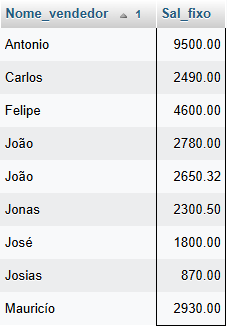 Nome_vendedor 1 Sal_fixo
Antonio 9500.00
Carlos 2490.00
Felipe 4600.00
João 2780.00
João 2650.32
Jonas 2300.50
José 1800.00
Josias 870.00
Mauricío 2930.00